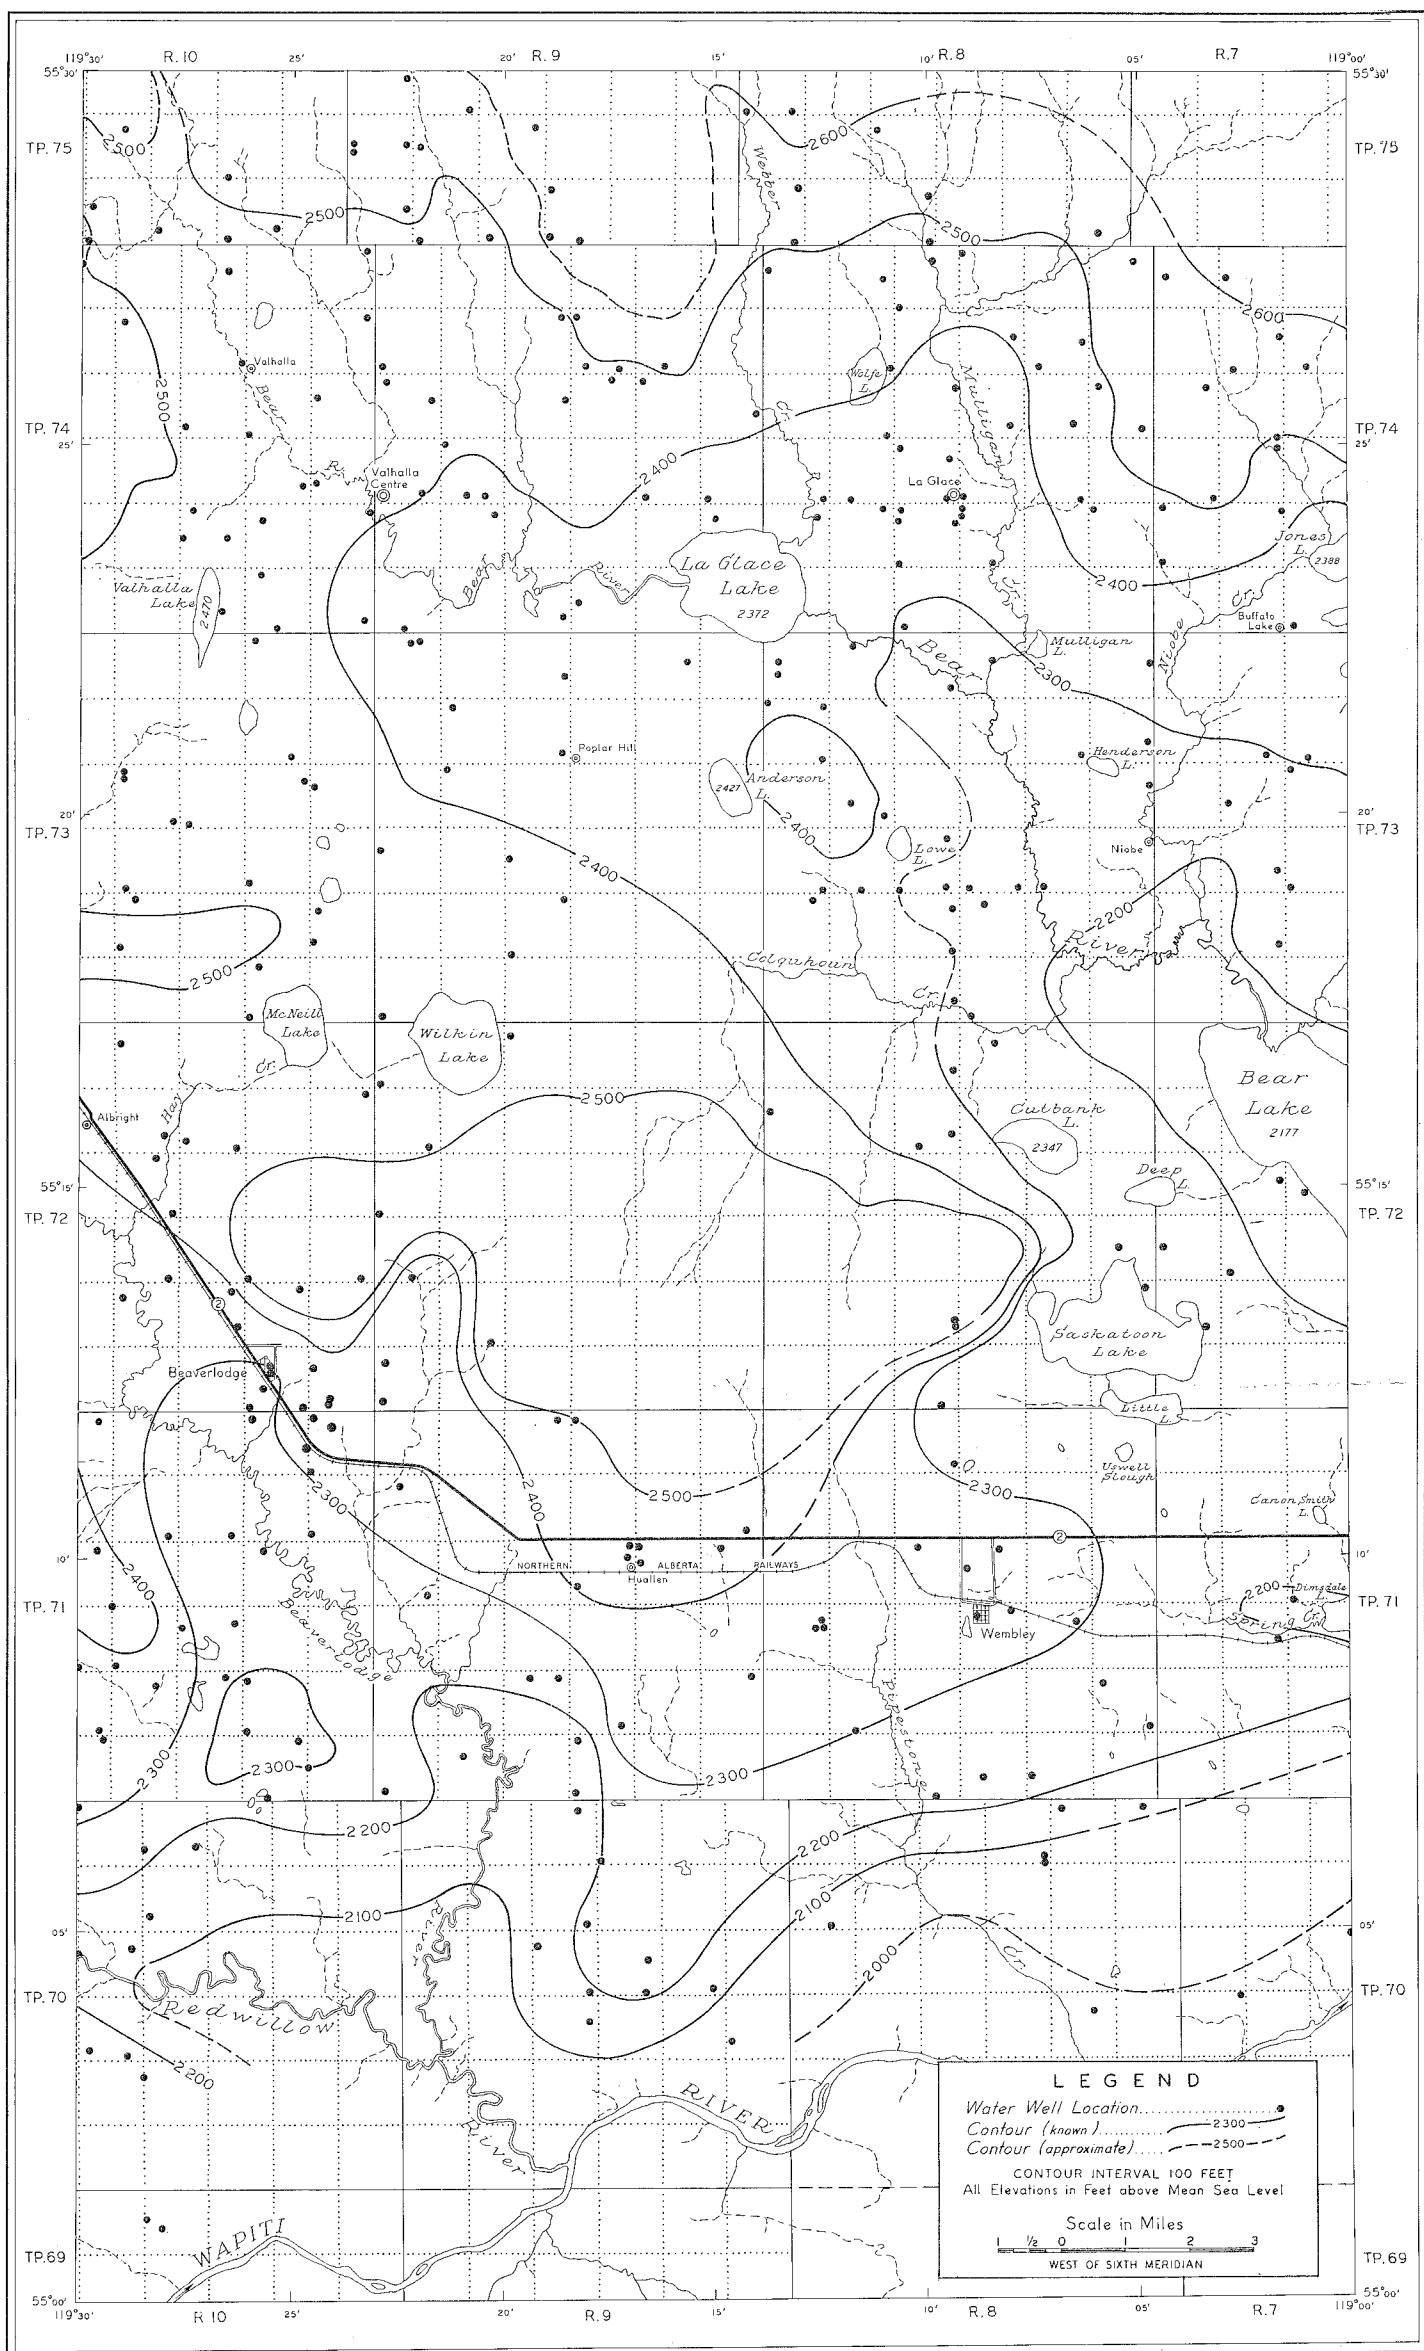 119°30' R. 10 25' 20' R. 9 15' 10' R. 8 05' R. 7 119°00'
55°30' 55°30'
TP. 75 TP. 75
2500
2600
Webber
2500
2500
2600
Valhalla
Wolfe
L.
Bear
Mulligan
2500
Cr.
TP. 74 TP. 74
25' 25'
2400
R.
Valhalla
Centre
La Glace
Jones
L.
2388
La Glace
Lake
2372
Bear
River
2400
Valhalla
Lake
2470
Cr.
Cr.
Buffalo
Lake
Niobe
Mulligan
L.
Bear
2300
Poplar Hill
Henderson
L.
Anderson
L.
2427
20' 20'
TP. 73 TP. 73
2400
Lowe
L.
Niobe
2400
2200
River
Colquhoun
2500
Cr.
McNeill
Lake
Wilkin
Lake
Cr.
Hay
Bear
Lake
2177
2500
Albright
Cutbank
L.
2347
Deep
L.
55°15' 55°15'
TP. 72 TP. 72
2
Saskatoon
Lake
Beaverlodge
Little
L.
Uswell
Slough
2300
2500
2300
Canon Smith
L.
2400
2
10' 10'
NORTHERN ALBERTA RAILWAYS
Huallen
2400
2200
Dimsdale
TP. 71 TP. 71
Spring Cr.
Wembley
Beaverlodge
Pipestone
2300
2300
2300
2200
2200
2100
2100
05' 05'
River
2000
Cr.
TP. 70 TP. 70
Redwillow
2200
RIVER
River
WAPITI
LEGEND
Water Well Location
Contour (known) 2300
Contour (approximate) 2500
CONTOUR INTERVAL 100 FEET
All Elevations in Feet above Mean Sea Level
Scale in Miles
1 ½ 0 1 2 3
WEST OF SIXTH MERIDIAN
TP. 69 TP. 69
55°00' 55°00'
119°30' R 10 25' 20' R. 9 15' 10' R. 8 05' R. 7 119°00'